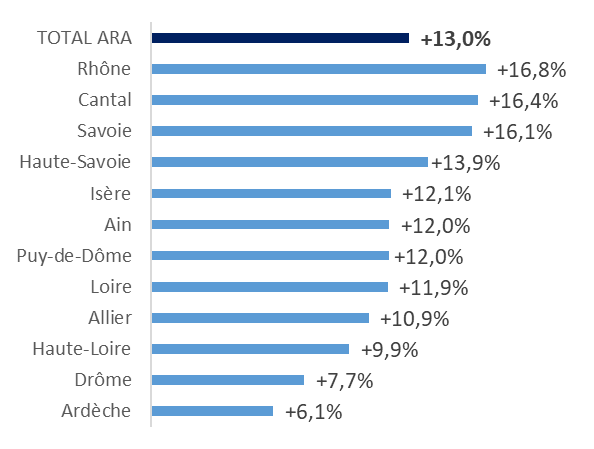 TOTAL ARA +13,0%
Rhône +16,8%
Cantal +16,4%
Savoie +16,1%
Haute-Savoie +13,9%
Isère +12,1%
Ain +12,0%
Puy-de-Dôme +12,0%
Loire +11,9%
Allier +10,9%
Haute-Loire +9,9%
Drôme +7,7%
Ardèche +6,1%